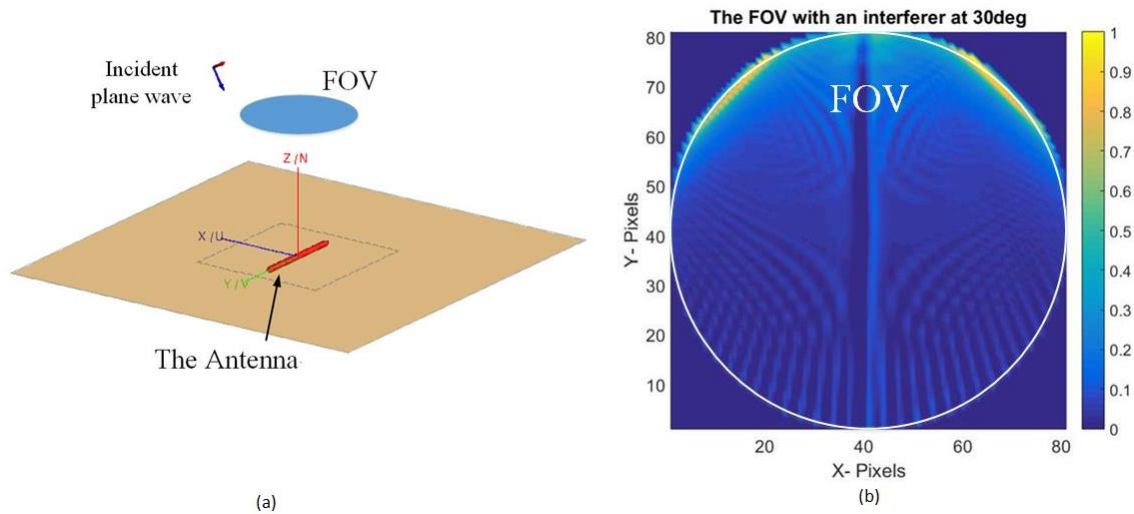 Incident
plane wave
FOV
Z /N
X /U
Y / V
The Antenna
(a)
The FOV with an interferer at 30deg
FOV
80
70
60
50
40
30
20
10
Y- Pixels
20
40
60
80
X- Pixels
1
0.9
0.8
0.7
0.6
0.5
0.4
0.3
0.2
0.1
0
(b)